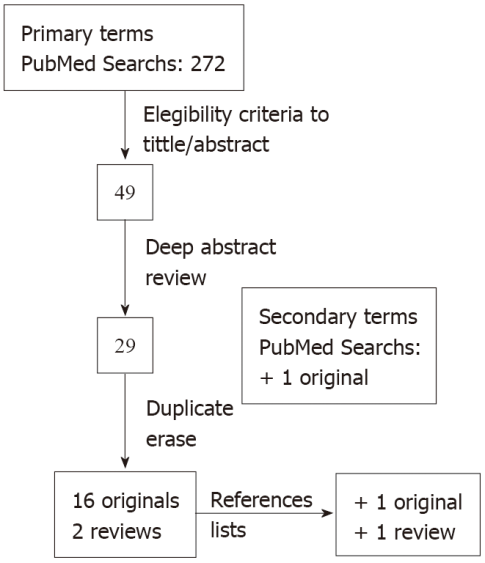 Primary terms
PubMed Searchs: 272
Elegibility criteria to
tittle/abstract
49
Deep abstract
review
Secondary terms
PubMed Searchs:
+ 1 original
29
Duplicate
erase
16 originals
2 reviews
References
lists
+ 1 original
+ 1 review